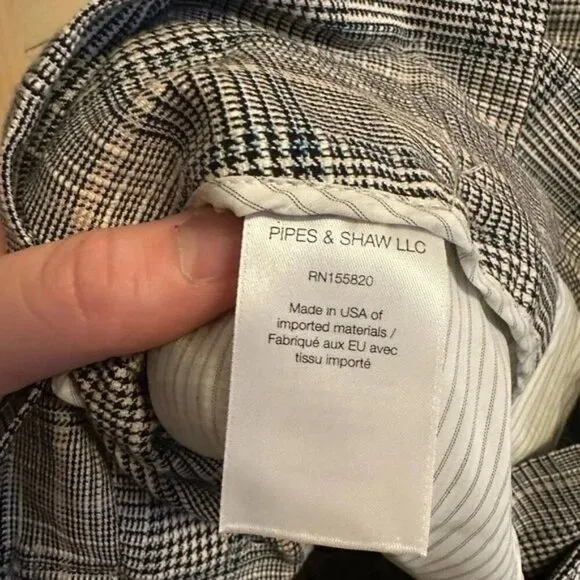 PIPES & SHAW LLC
RN155820
Made in USA of
imported materials /
Fabriqué aux EU avec
tissu importé